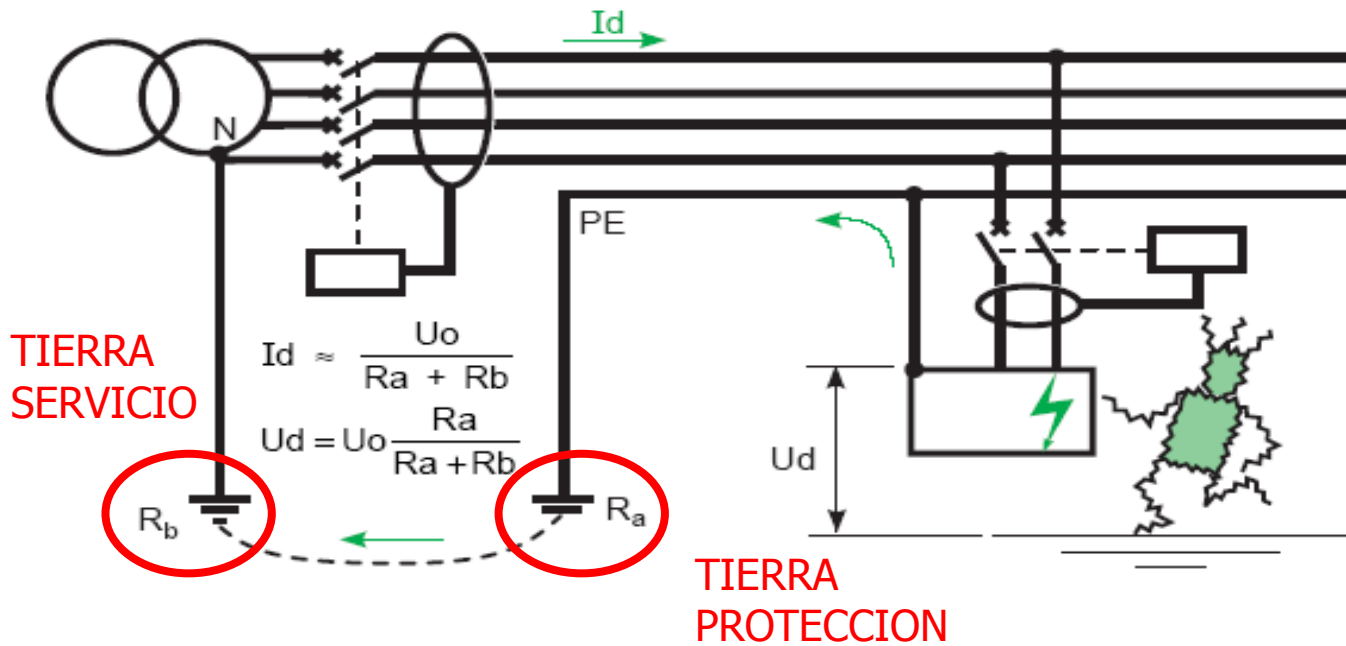 Id
N
PE
TIERRA
SERVICIO
Id ≈ Uo / Ra + Rb
Ud = Uo Ra / Ra + Rb
Ud
Rb
Ra
TIERRA
PROTECCION